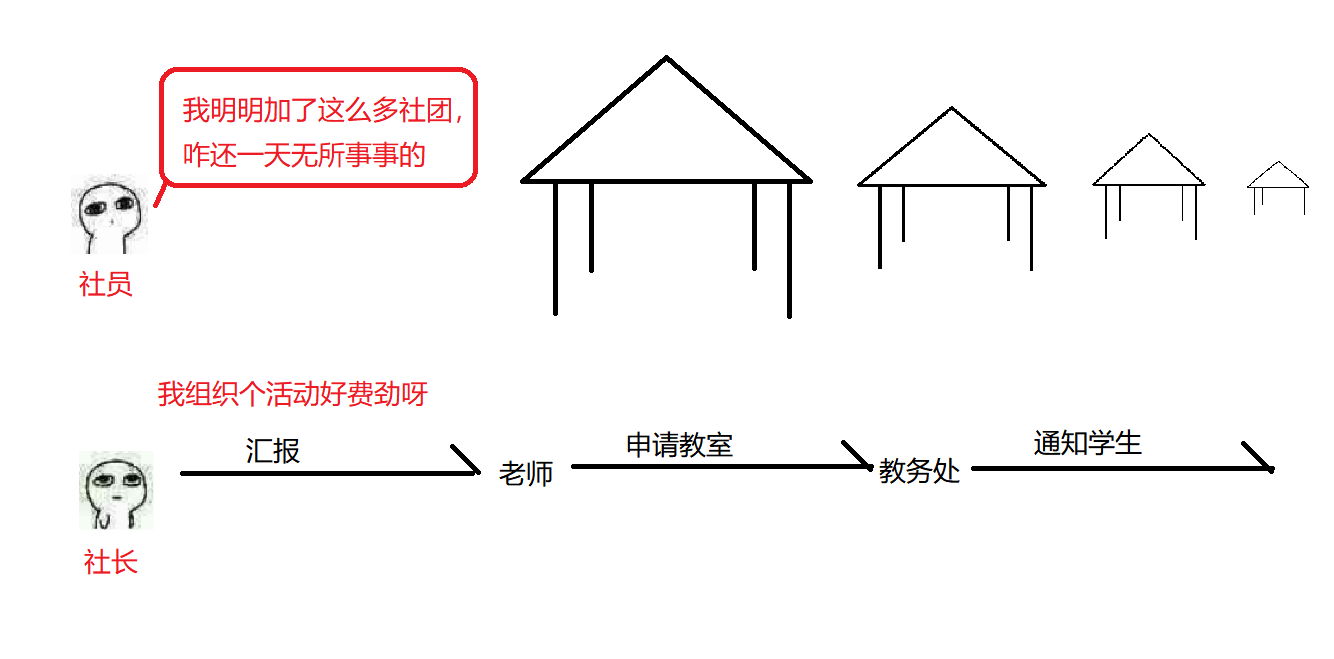 我明明加了这么多社团，
咋还一天无所事事的
社员
我组织个活动好费劲呀
汇报
申请教室
通知学生
老师
教务处
社长